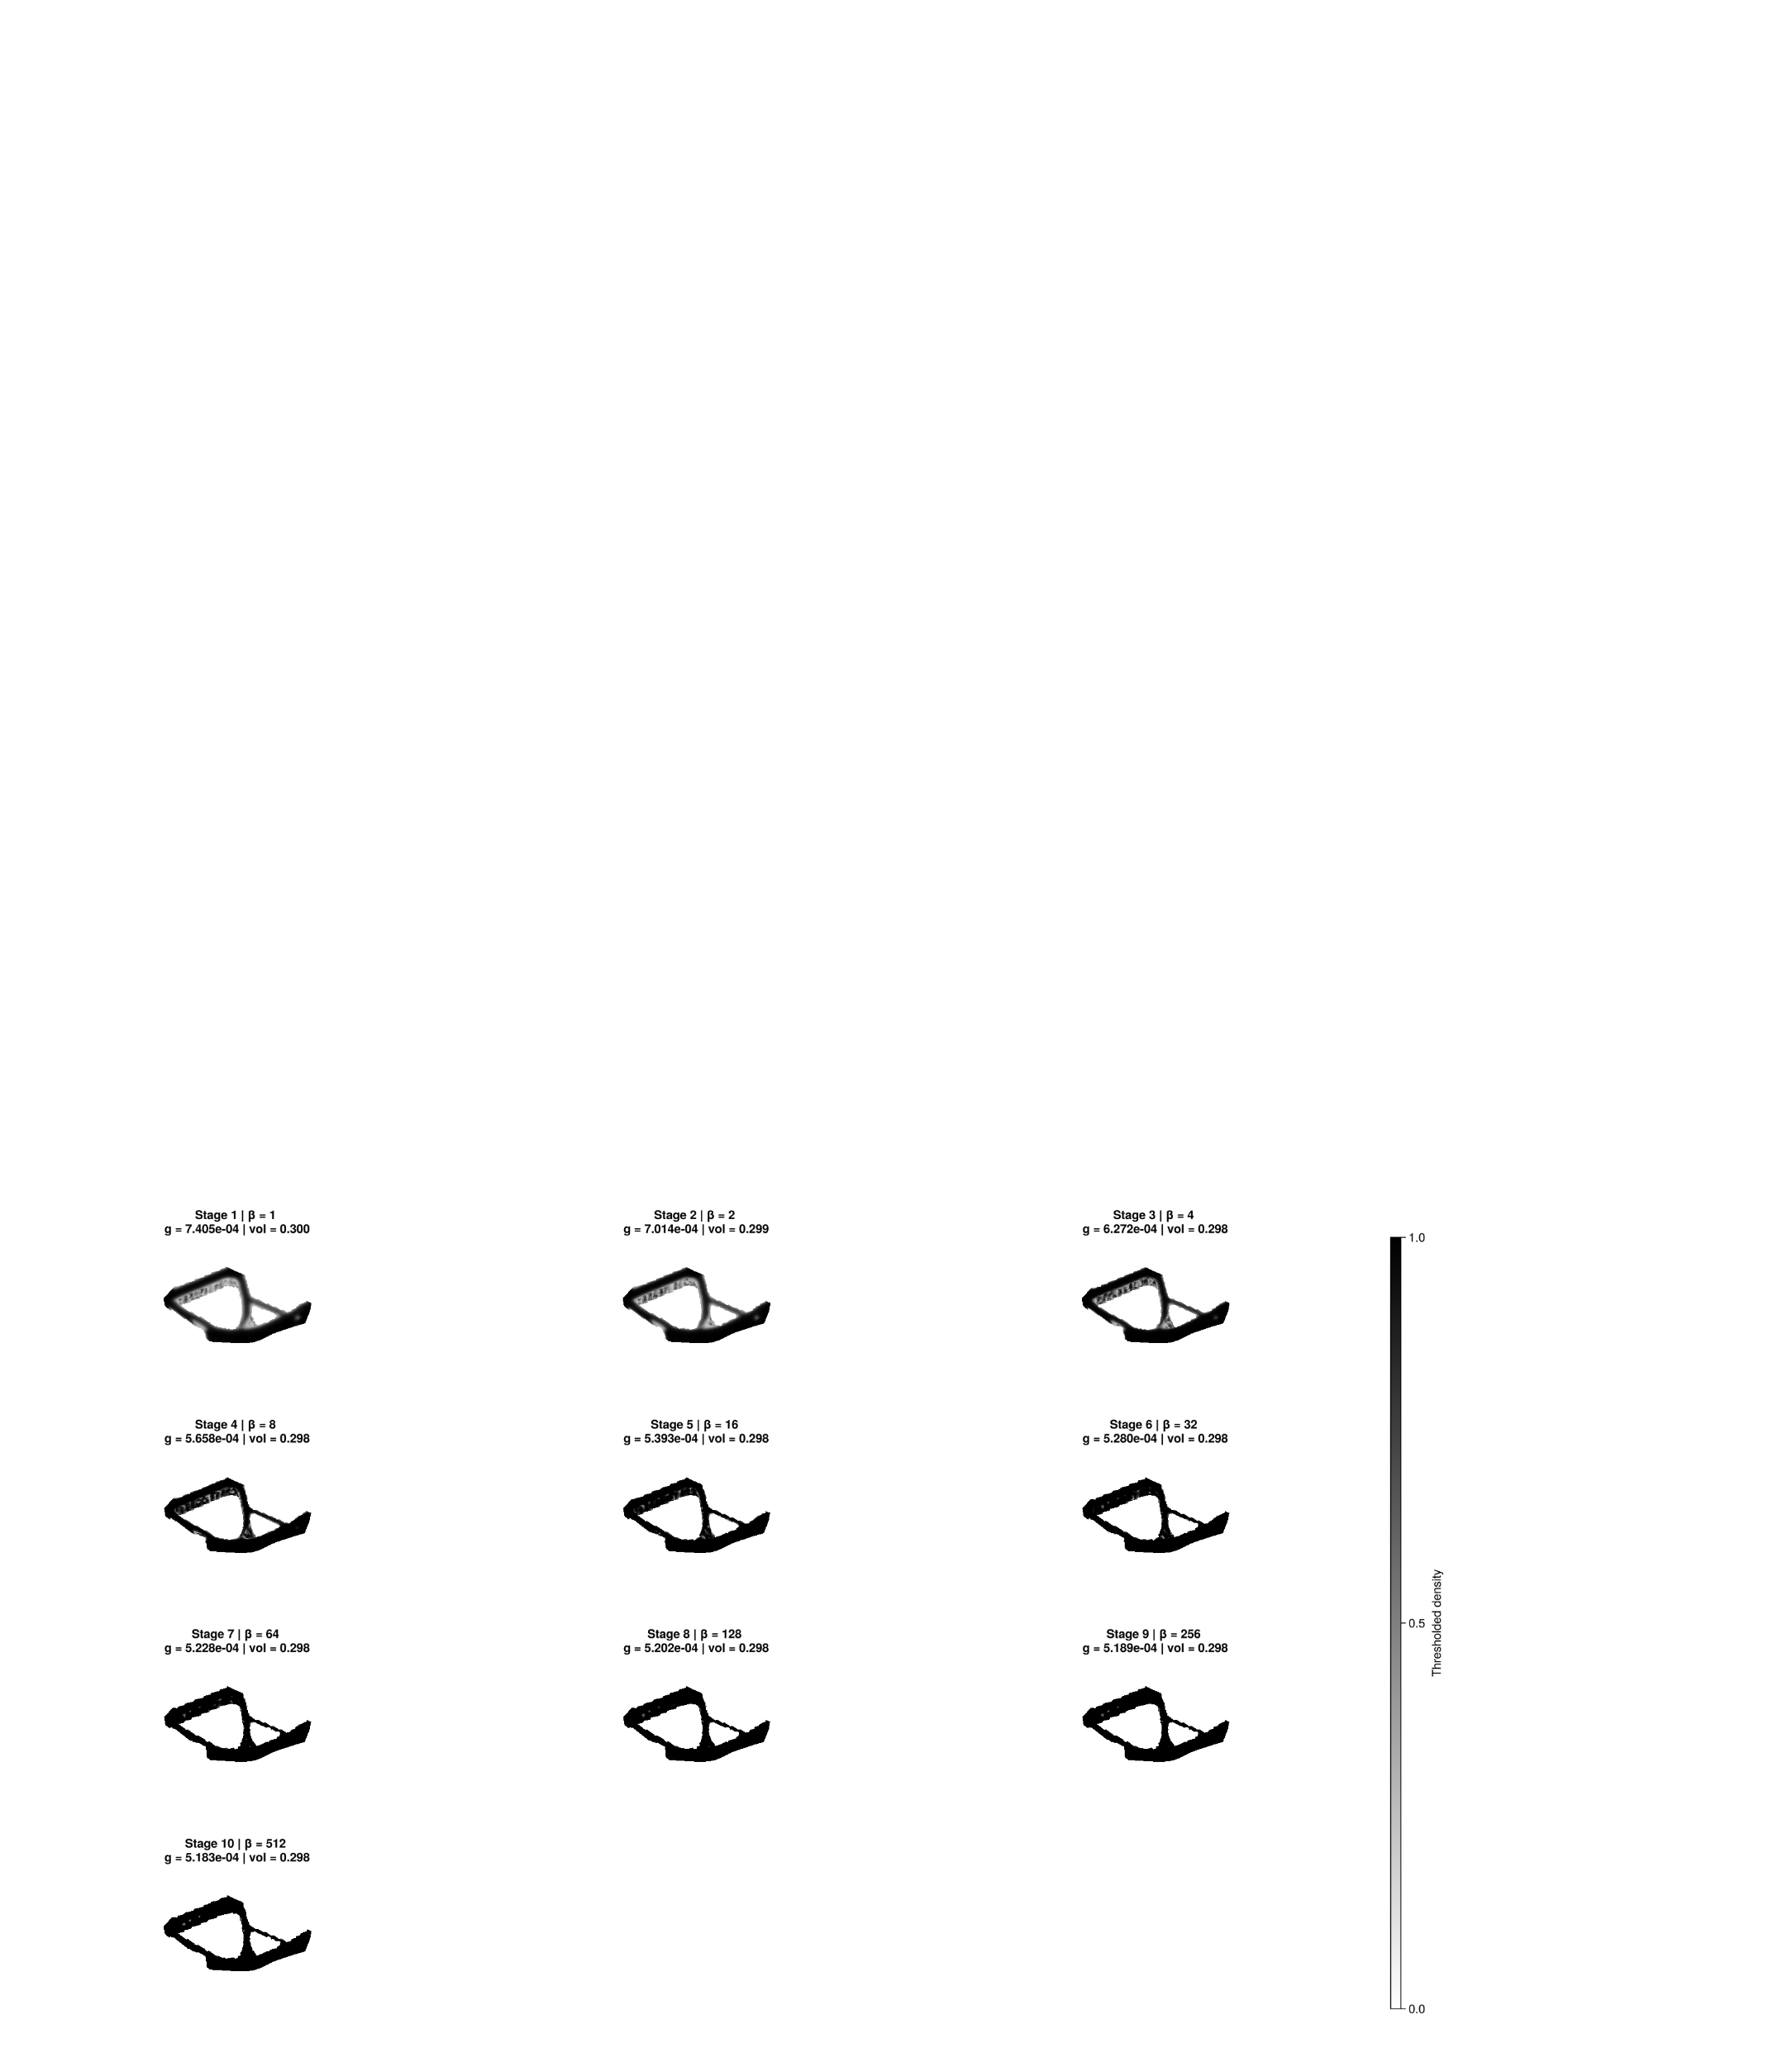 Stage 1 | β = 1
g = 7.405e-04 | vol = 0.300
Stage 2 | β = 2
g = 7.014e-04 | vol = 0.299
Stage 3 | β = 4
g = 6.272e-04 | vol = 0.298
Stage 4 | β = 8
g = 5.658e-04 | vol = 0.298
Stage 5 | β = 16
g = 5.393e-04 | vol = 0.298
Stage 6 | β = 32
g = 5.280e-04 | vol = 0.298
Stage 7 | β = 64
g = 5.228e-04 | vol = 0.298
Stage 8 | β = 128
g = 5.202e-04 | vol = 0.298
Stage 9 | β = 256
g = 5.189e-04 | vol = 0.298
Stage 10 | β = 512
g = 5.183e-04 | vol = 0.298
1.0
0.5
0.0
Thresholded density